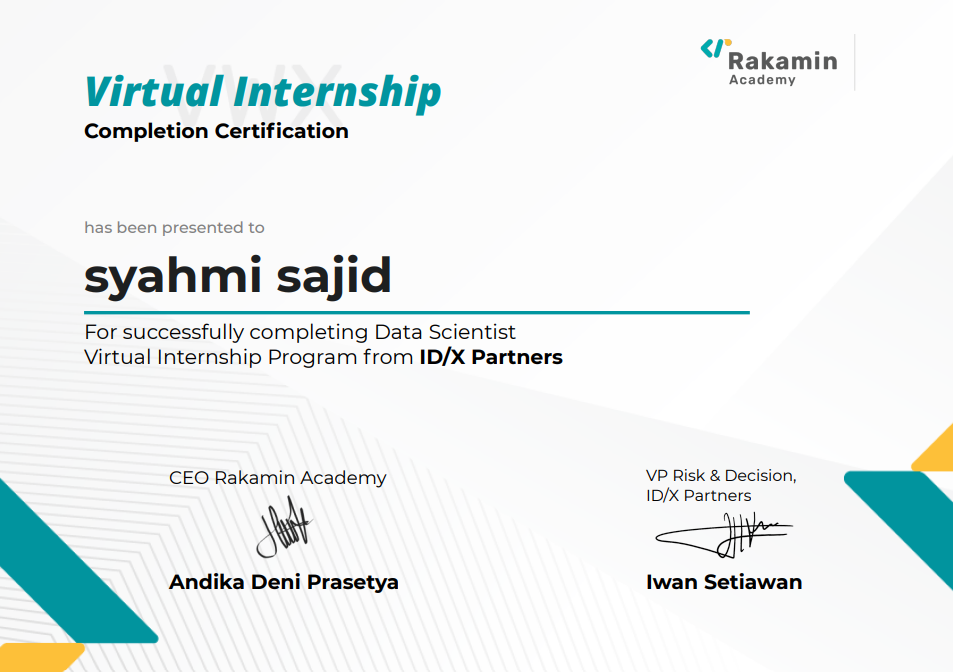 Rakamin
Academy
VWX
Virtual Internship
Completion Certification
has been presented to
syahmi sajid
For successfully completing Data Scientist
Virtual Internship Program from ID/X Partners
CEO Rakamin Academy
Andika Deni Prasetya
VP Risk & Decision,
ID/X Partners
Iwan Setiawan